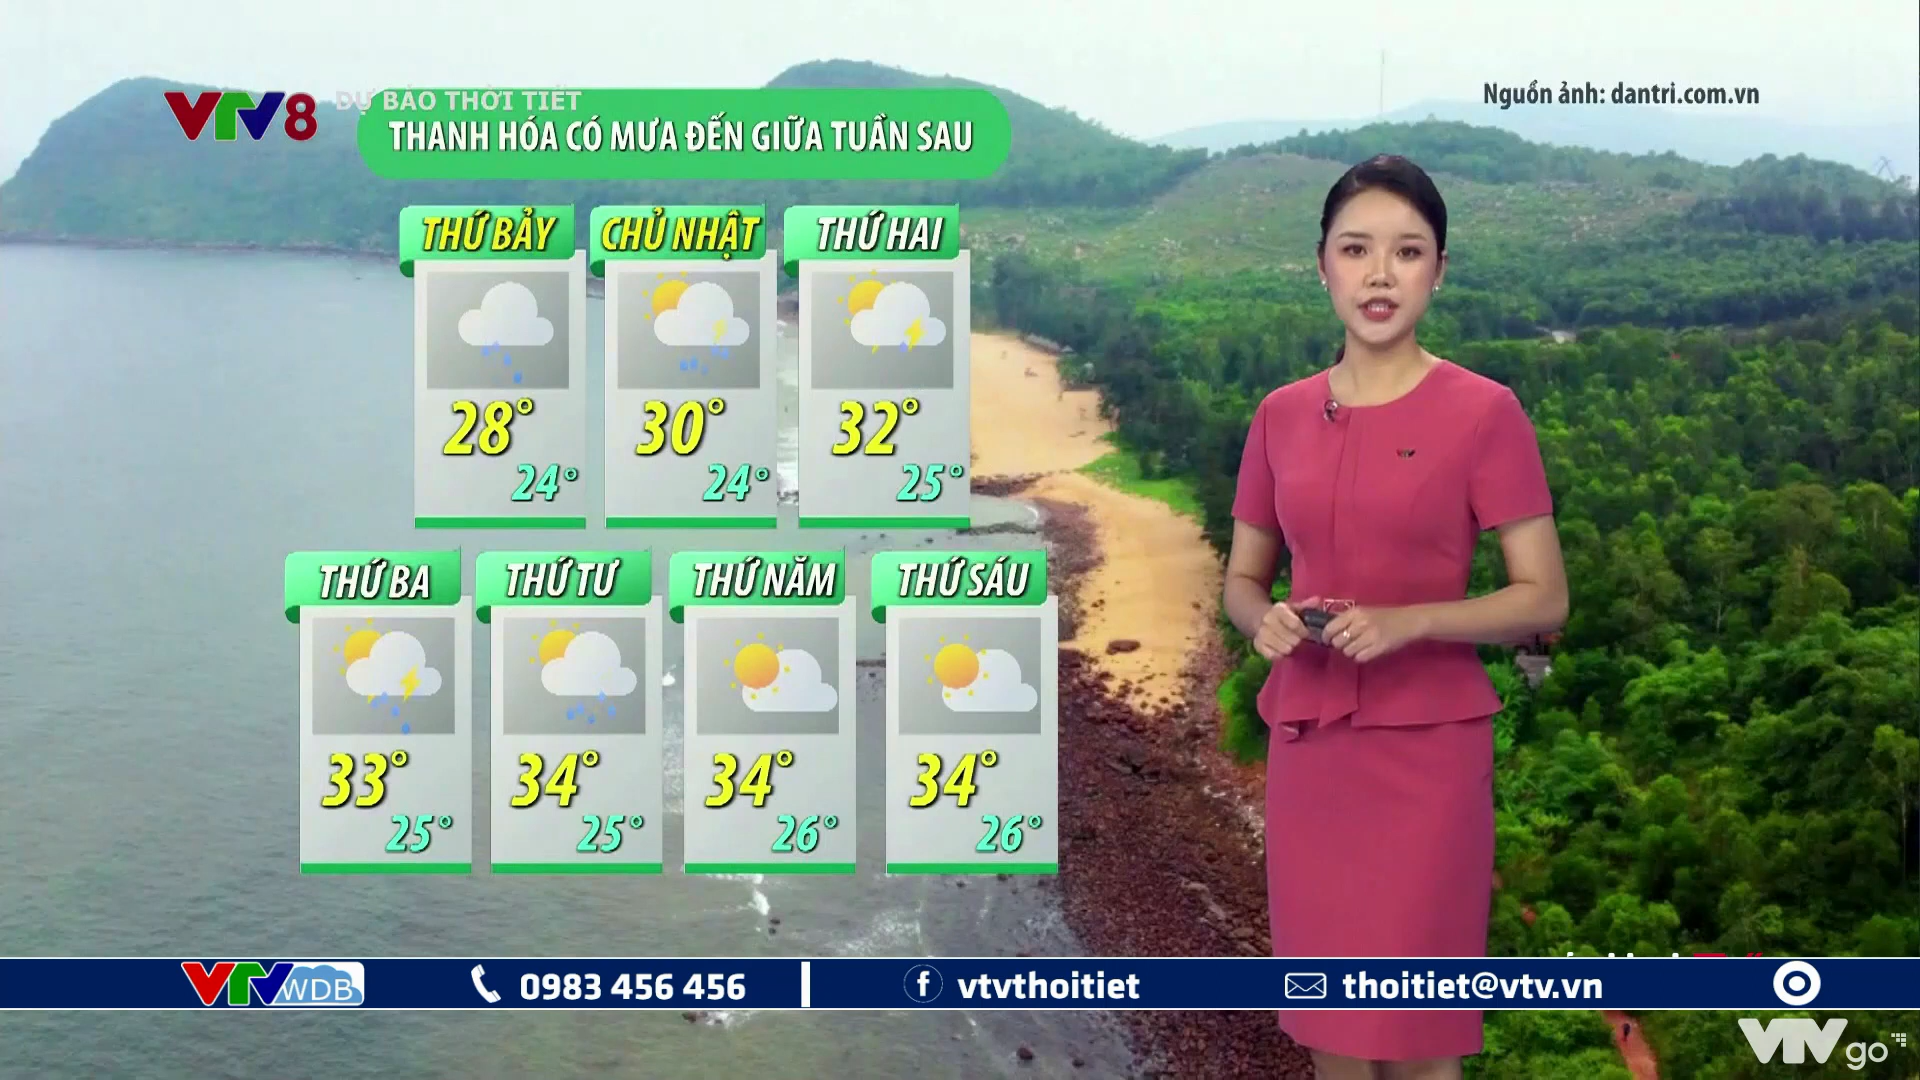 VTV8
DỰ BÁO THỜI TIẾT
THANH HÓA CÓ MƯA ĐẾN GIỮA TUẦN SAU
Nguồn ảnh: dantri.com.vn
THỨ BẢY
CHỦ NHẬT
THỨ HAI
28°
24°
30°
24°
32°
25°
THỨ BA
THỨ TƯ
THỨ NĂM
THỨ SÁU
33°
25°
34°
25°
34°
26°
34°
26°
VTV
VTV WDB
0983 456 456
vtvthoitiet
thoitiet@vtv.vn
VTV go